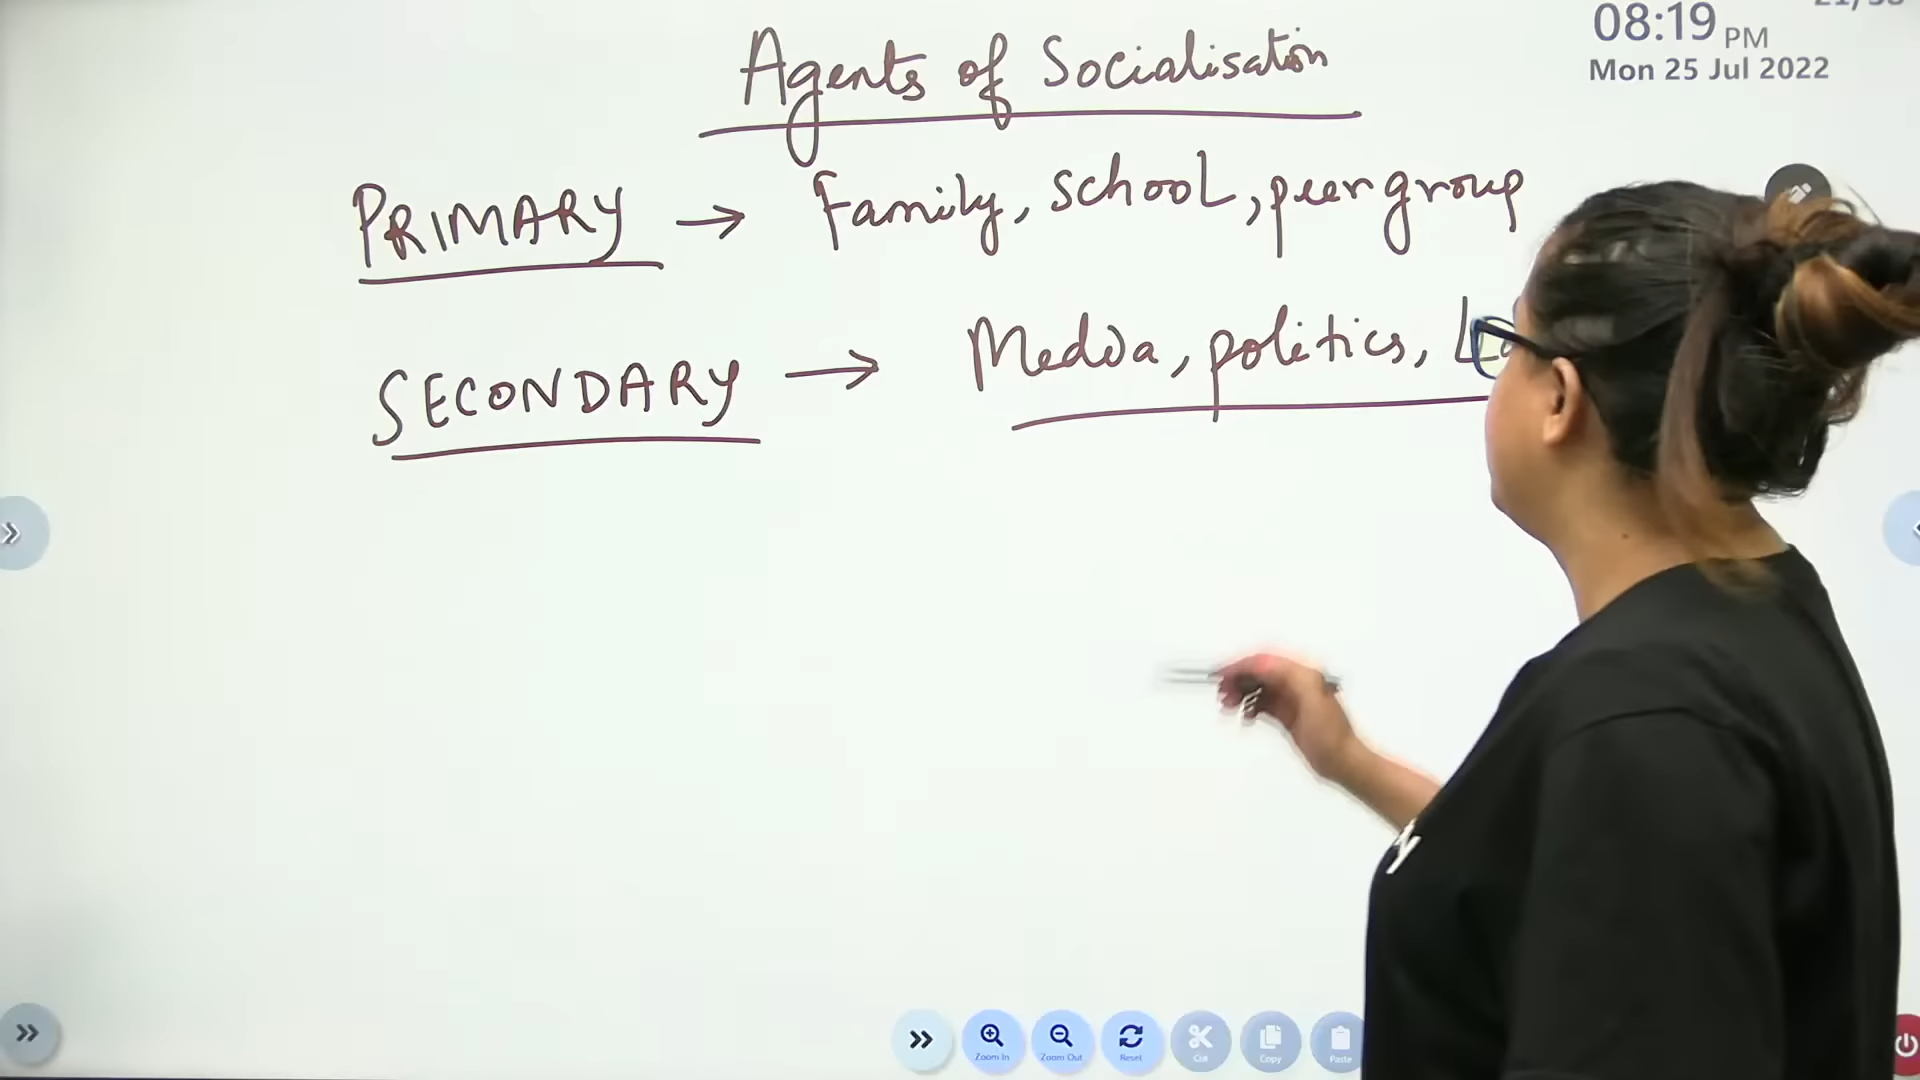 08:19 PM
Mon 25 Jul 2022
Agents of Socialisation
PRIMARY → Family, school, peer group
SECONDARY → Media, politics,
Zoom In Zoom Out Reset Cut Copy Paste